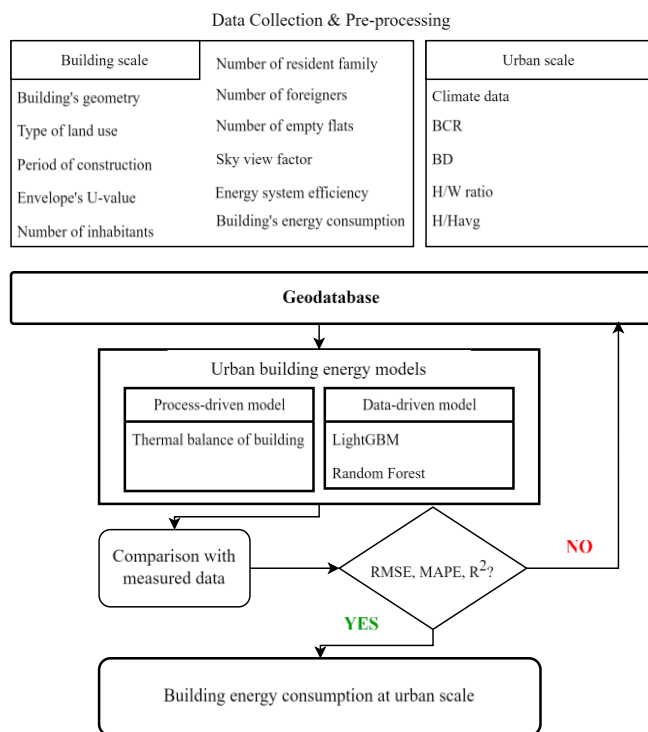 Data Collection & Pre-processing
Building scale
Building's geometry
Type of land use
Period of construction
Envelope's U-value
Number of inhabitants
Number of resident family
Number of foreigners
Number of empty flats
Sky view factor
Energy system efficiency
Building's energy consumption
Urban scale
Climate data
BCR
BD
H/W ratio
H/Havg
Geodatabase
Urban building energy models
Process-driven model
Thermal balance of building
Data-driven model
LightGBM
Random Forest
Comparison with
measured data
RMSE, MAPE, R²?
NO
YES
Building energy consumption at urban scale